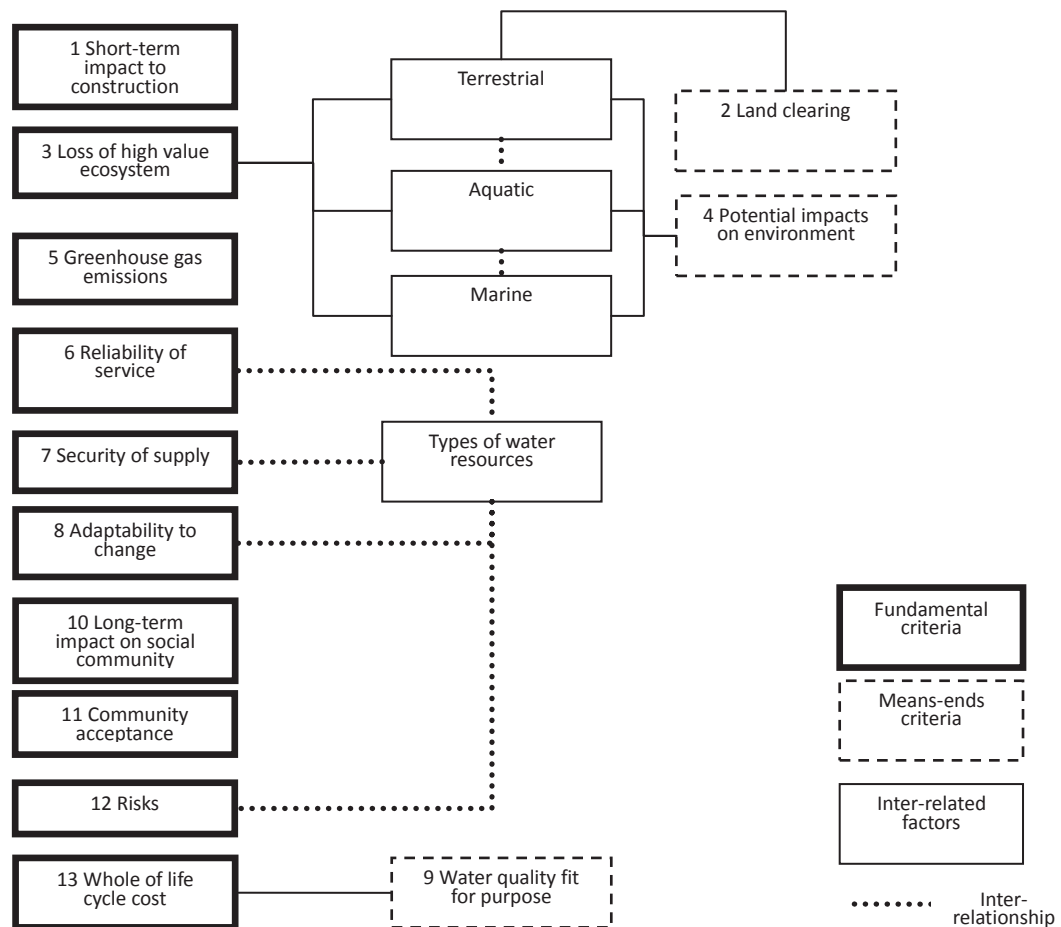 1 Short-term
impact to
construction
Terrestrial
2 Land clearing
3 Loss of high value
ecosystem
Aquatic
4 Potential impacts
on environment
5 Greenhouse gas
emissions
Marine
6 Reliability of
service
Types of water
resources
7 Security of supply
8 Adaptability to
change
10 Long-term
impact on social
community
11 Community
acceptance
12 Risks
13 Whole of life
cycle cost
9 Water quality fit
for purpose
Fundamental
criteria
Means-ends
criteria
Inter-related
factors
Inter-
relationship